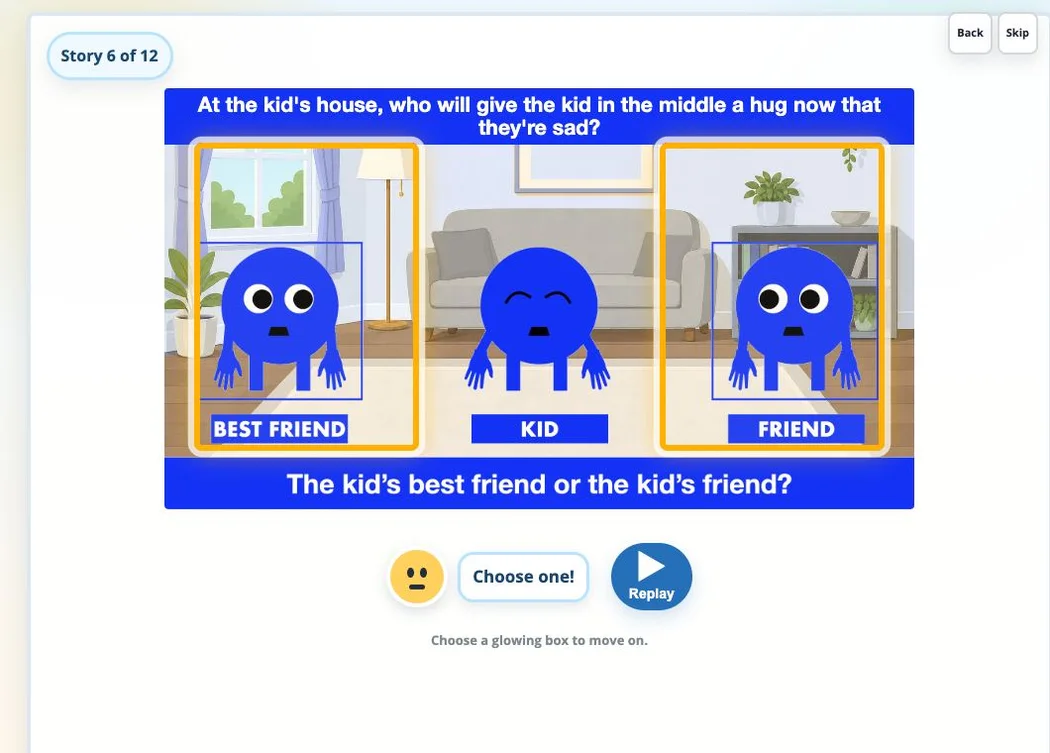 Back
Skip
Story 6 of 12
At the kid's house, who will give the kid in the middle a hug now that
they're sad?
BEST FRIEND
KID
FRIEND
The kid’s best friend or the kid’s friend?
Choose one!
Replay
Choose a glowing box to move on.